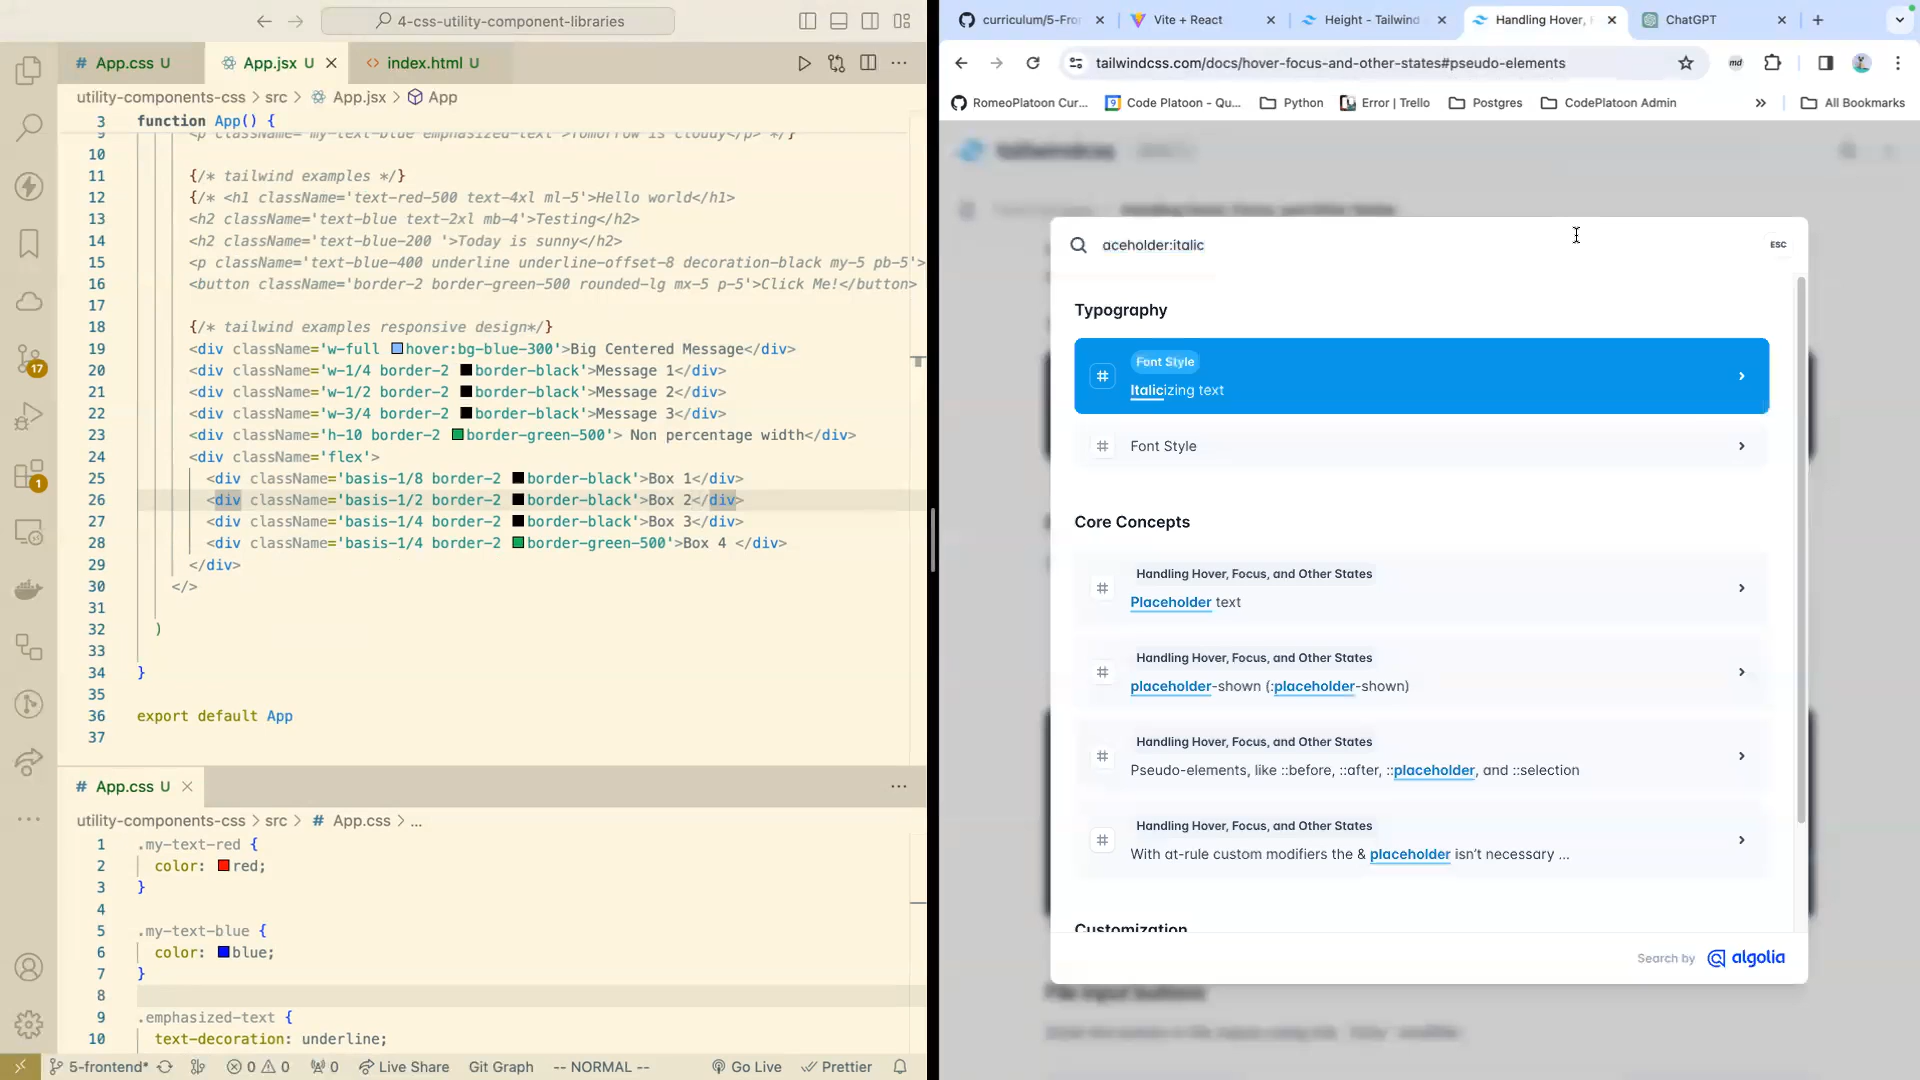 4-css-utility-component-libraries
# App.css U
App.jsx U
<> index.html U
utility-components-css > src > App.jsx > App
3 function App() {
<p className='my-text-blue emphasized-text'>Tomorrow is cloudy</p> */}
10
11 {/* tailwind examples */}
12 {/* <h1 className='text-red-500 text-4xl ml-5'>Hello world</h1>
13 <h2 className='text-blue text-2xl mb-4'>Testing</h2>
14 <h2 className='text-blue-200 '>Today is sunny</h2>
15 <p className='text-blue-400 underline underline-offset-8 decoration-black my-5 pb-5'>
16 <button className='border-2 border-green-500 rounded-lg mx-5 p-5'>Click Me!</button>
17
18 {/* tailwind examples responsive design*/}
19 <div className='w-full hover:bg-blue-300'>Big Centered Message</div>
20 <div className='w-1/4 border-2 border-black'>Message 1</div>
21 <div className='w-1/2 border-2 border-black'>Message 2</div>
22 <div className='w-3/4 border-2 border-black'>Message 3</div>
23 <div className='h-10 border-2 border-green-500'> Non percentage width</div>
24 <div className='flex'>
25 <div className='basis-1/8 border-2 border-black'>Box 1</div>
26 <div className='basis-1/2 border-2 border-black'>Box 2</div>
27 <div className='basis-1/4 border-2 border-black'>Box 3</div>
28 <div className='basis-1/4 border-2 border-green-500'>Box 4 </div>
29 </div>
30 </>
31
32 )
33
34 }
35
36 export default App
37
17
1
# App.css U
utility-components-css > src > # App.css > ...
1 .my-text-red {
2 color: red;
3 }
4
5 .my-text-blue {
6 color: blue;
7 }
8
9 .emphasized-text {
10 text-decoration: underline;
5-frontend* 0 0 0 Live Share Git Graph -- NORMAL -- Go Live Prettier
curriculum/5-Fron
Vite + React
Height - Tailwind
Handling Hover, F
ChatGPT
tailwindcss.com/docs/hover-focus-and-other-states#pseudo-elements
md
RomeoPlatoon Cur...
Code Platoon - Qu...
Python
Error | Trello
Postgres
CodePlatoon Admin
All Bookmarks
tailwindcss
aceholder:italic
ESC
Typography
# Font Style
Italicizing text
# Font Style
Core Concepts
Handling Hover, Focus, and Other States
# Placeholder text
Handling Hover, Focus, and Other States
# placeholder-shown (:placeholder-shown)
Handling Hover, Focus, and Other States
# Pseudo-elements, like ::before, ::after, ::placeholder, and ::selection
Handling Hover, Focus, and Other States
# With at-rule custom modifiers the & placeholder isn't necessary ...
Customization
Search by algolia
File input buttons